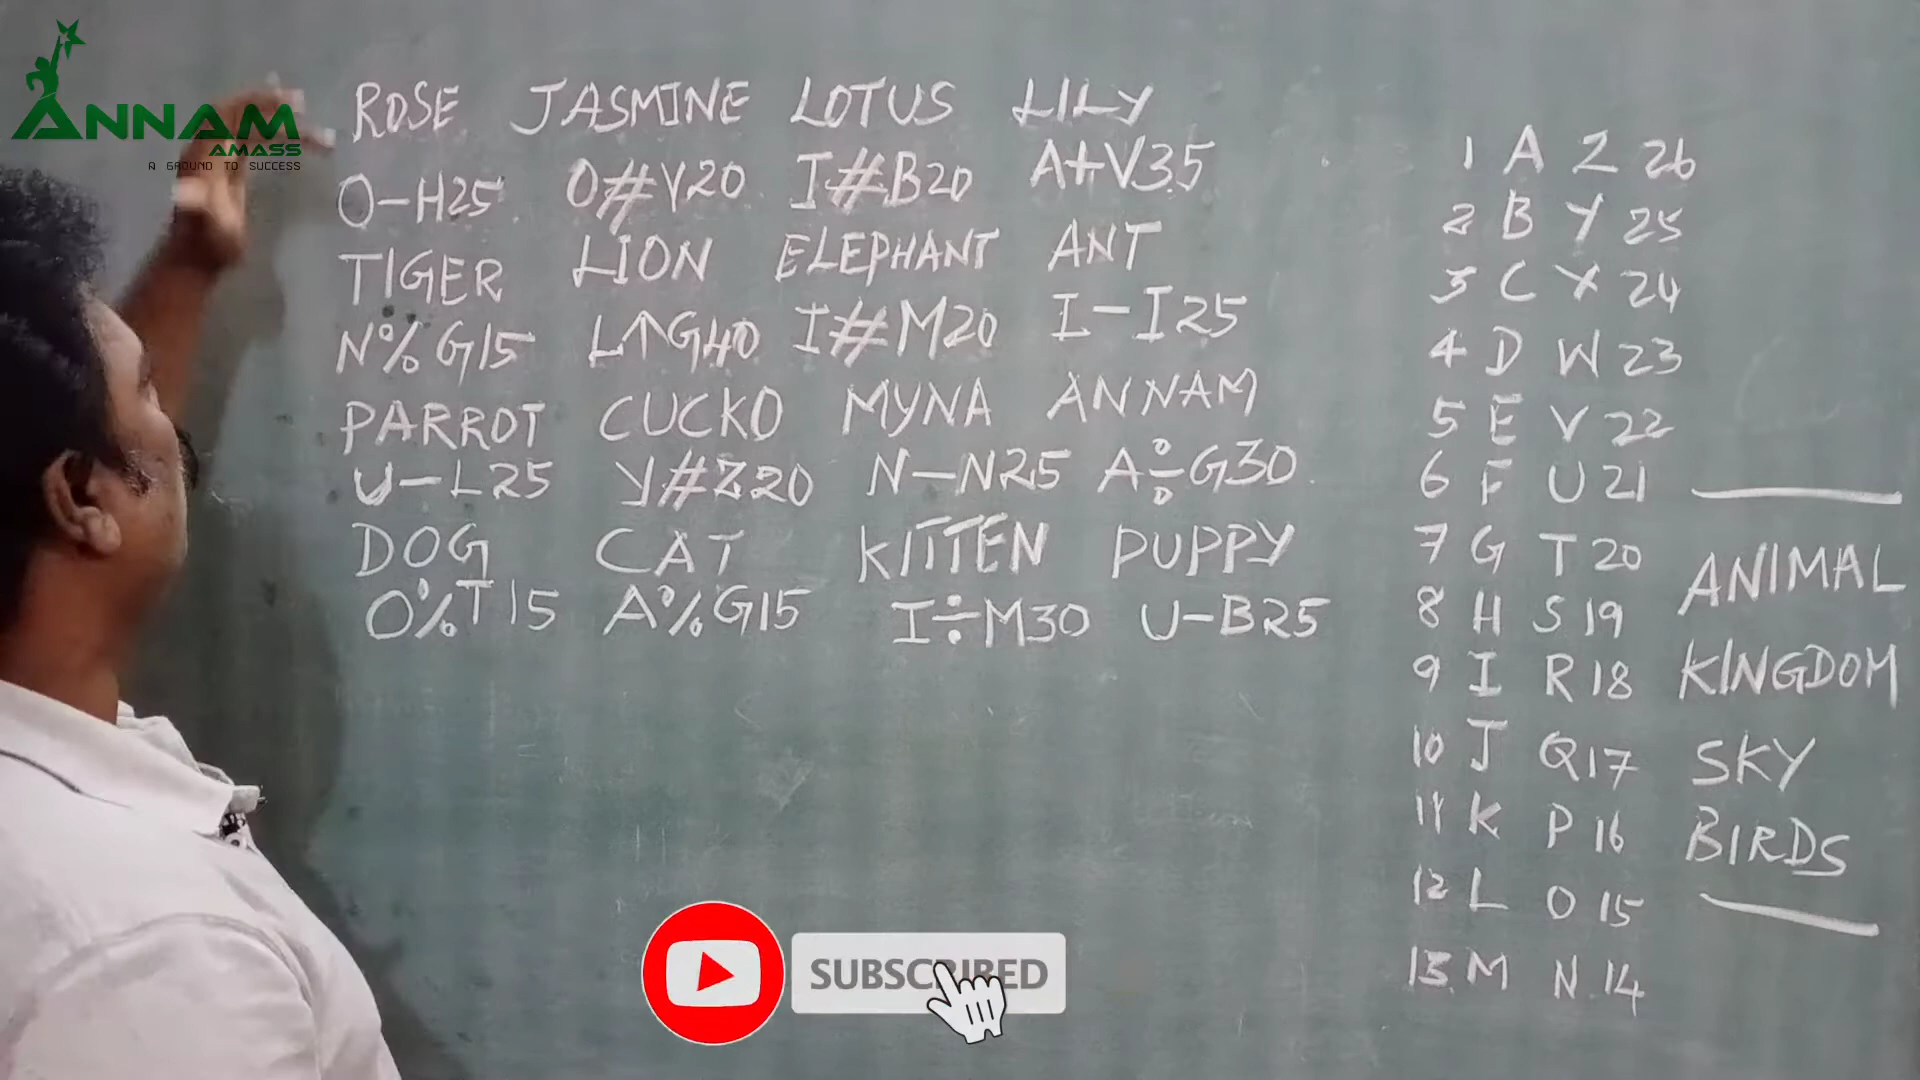 ANNAM
AMASS
A GROUND TO SUCCESS
ROSE JASMINE LOTUS LILY
O-H25 O#V20 I#B20 A+V35
TIGER LION ELEPHANT ANT
N%G15 L↑G40 I#M20 I-I25
PARROT CUCKO MYNA ANNAM
U-L25 Y#Z20 N-N25 A÷G30
DOG CAT KITTEN PUPPY
O%T15 A%G15 I÷M30 U-B25
1 A Z 26
2 B Y 25
3 C X 24
4 D W 23
5 E V 22
6 F U 21
7 G T 20
8 H S 19
9 I R 18
10 J Q 17
11 K P 16
12 L O 15
13 M N 14
ANIMAL
KINGDOM
SKY
BIRDS
SUBSCRIBED